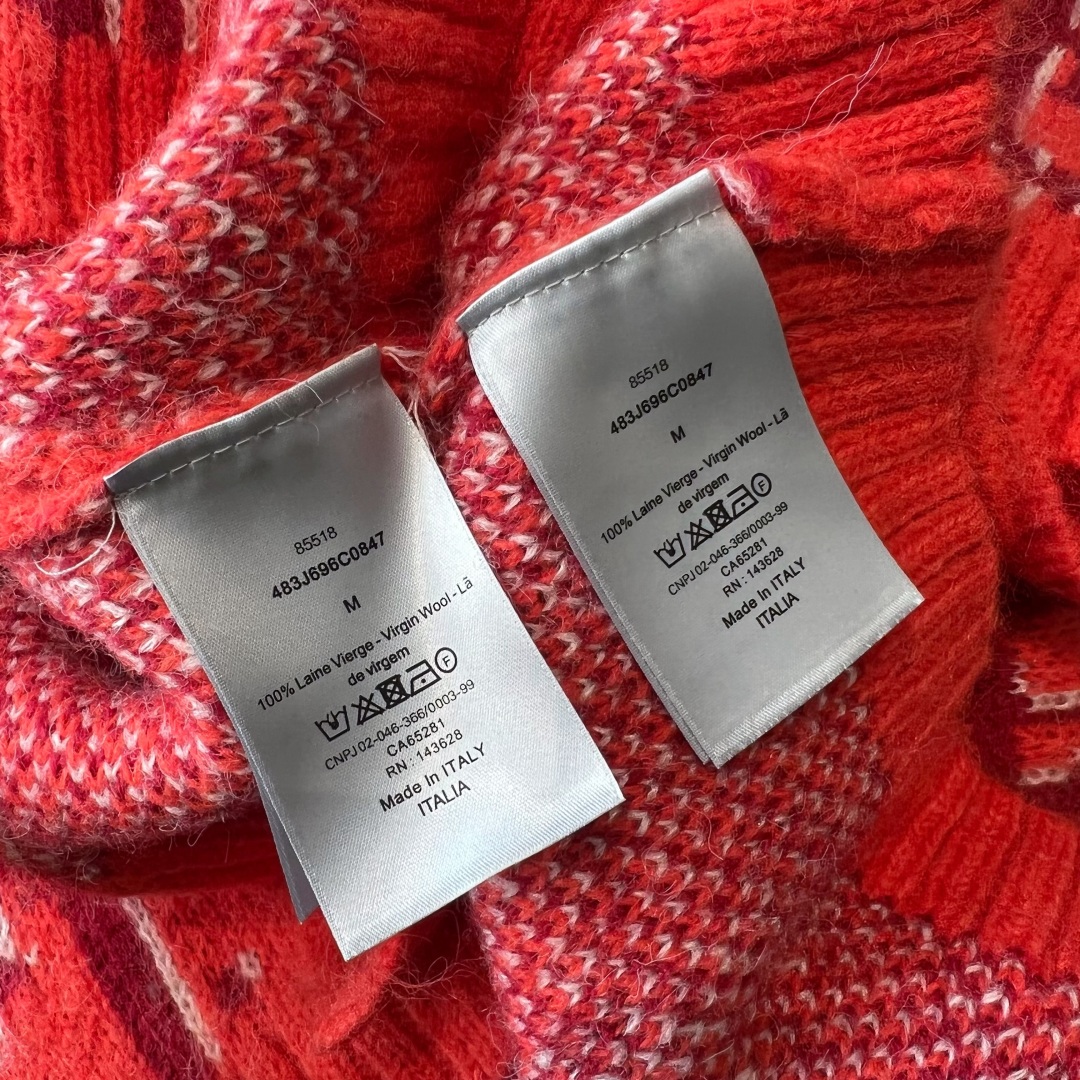 85518
483J696C0847
M
100% Laine Vierge - Virgin Wool - Lã
de virgem
F
CNPJ 02-046-366/0003-99
CA65281
RN : 143628
Made In ITALY
ITALIA
85518
483J696C0847
M
100% Laine Vierge - Virgin Wool - Lã
de virgem
F
CNPJ 02-046-366/0003-99
CA65281
RN : 143628
Made In ITALY
ITALIA